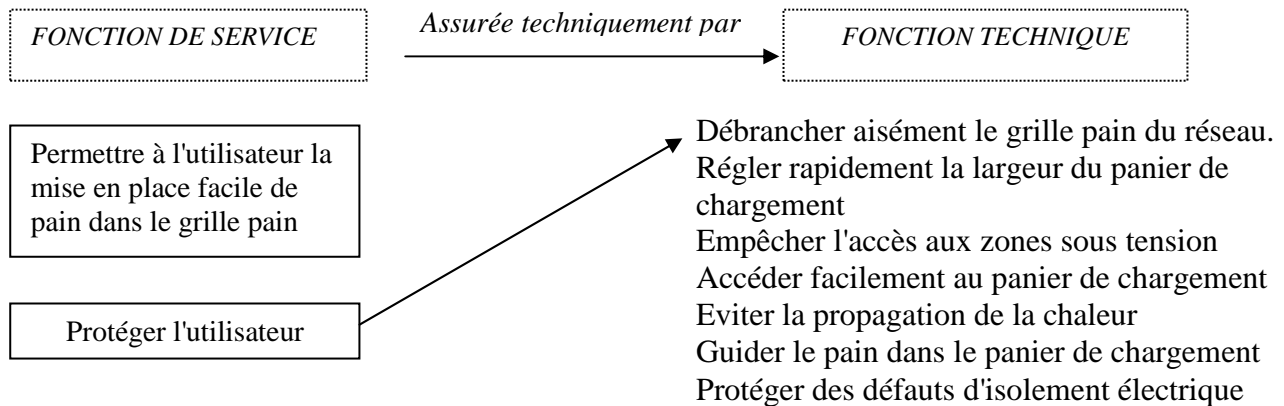 FONCTION DE SERVICE
Assurée techniquement par
FONCTION TECHNIQUE
Permettre à l'utilisateur la
mise en place facile de
pain dans le grille pain
Protéger l'utilisateur
Débrancher aisément le grille pain du réseau.
Régler rapidement la largeur du panier de
chargement
Empêcher l'accès aux zones sous tension
Accéder facilement au panier de chargement
Eviter la propagation de la chaleur
Guider le pain dans le panier de chargement
Protéger des défauts d'isolement électrique